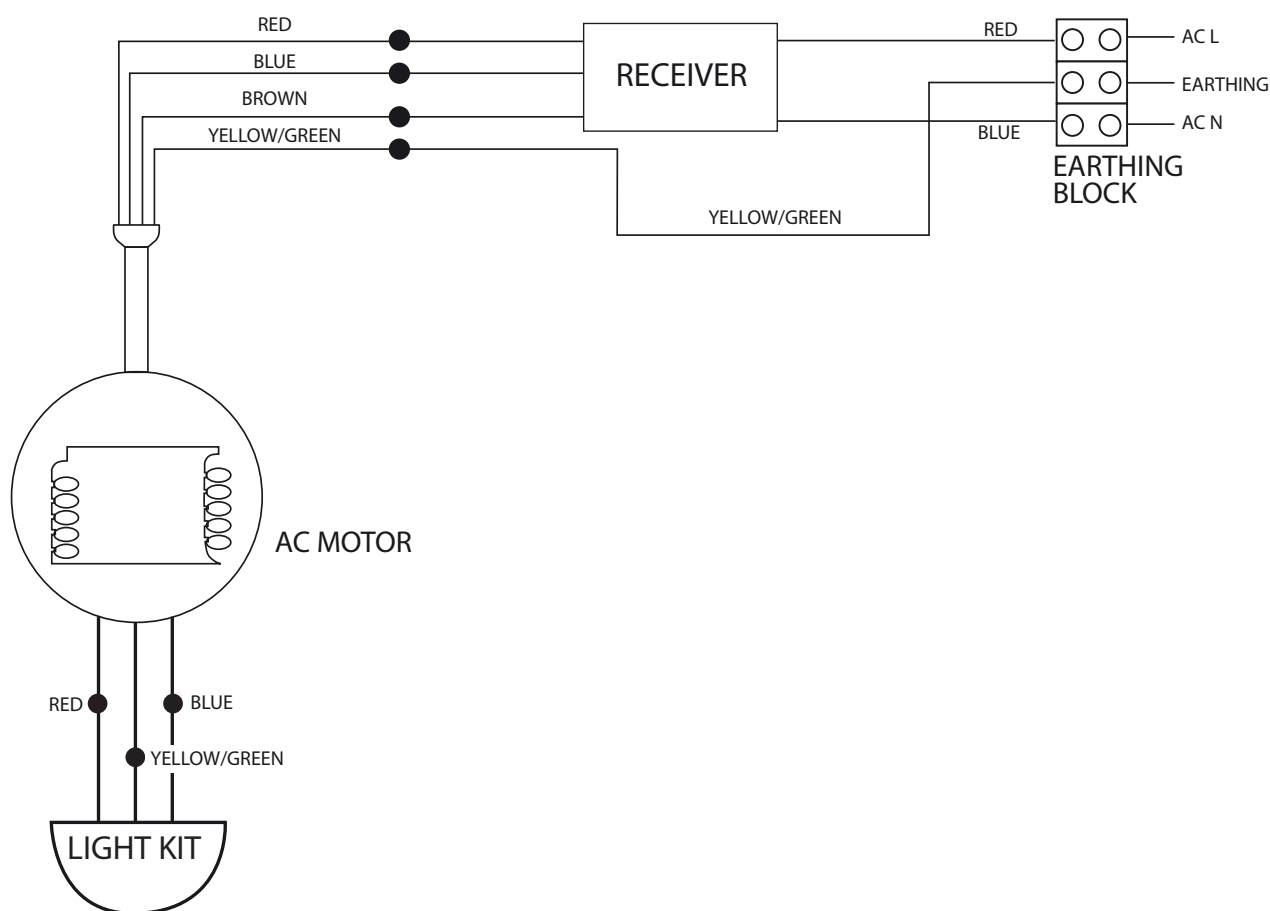 RED
BLUE
BROWN
YELLOW/GREEN
RECEIVER
RED
BLUE
YELLOW/GREEN
AC L
EARTHING
AC N
EARTHING
BLOCK
AC MOTOR
RED
BLUE
YELLOW/GREEN
LIGHT KIT